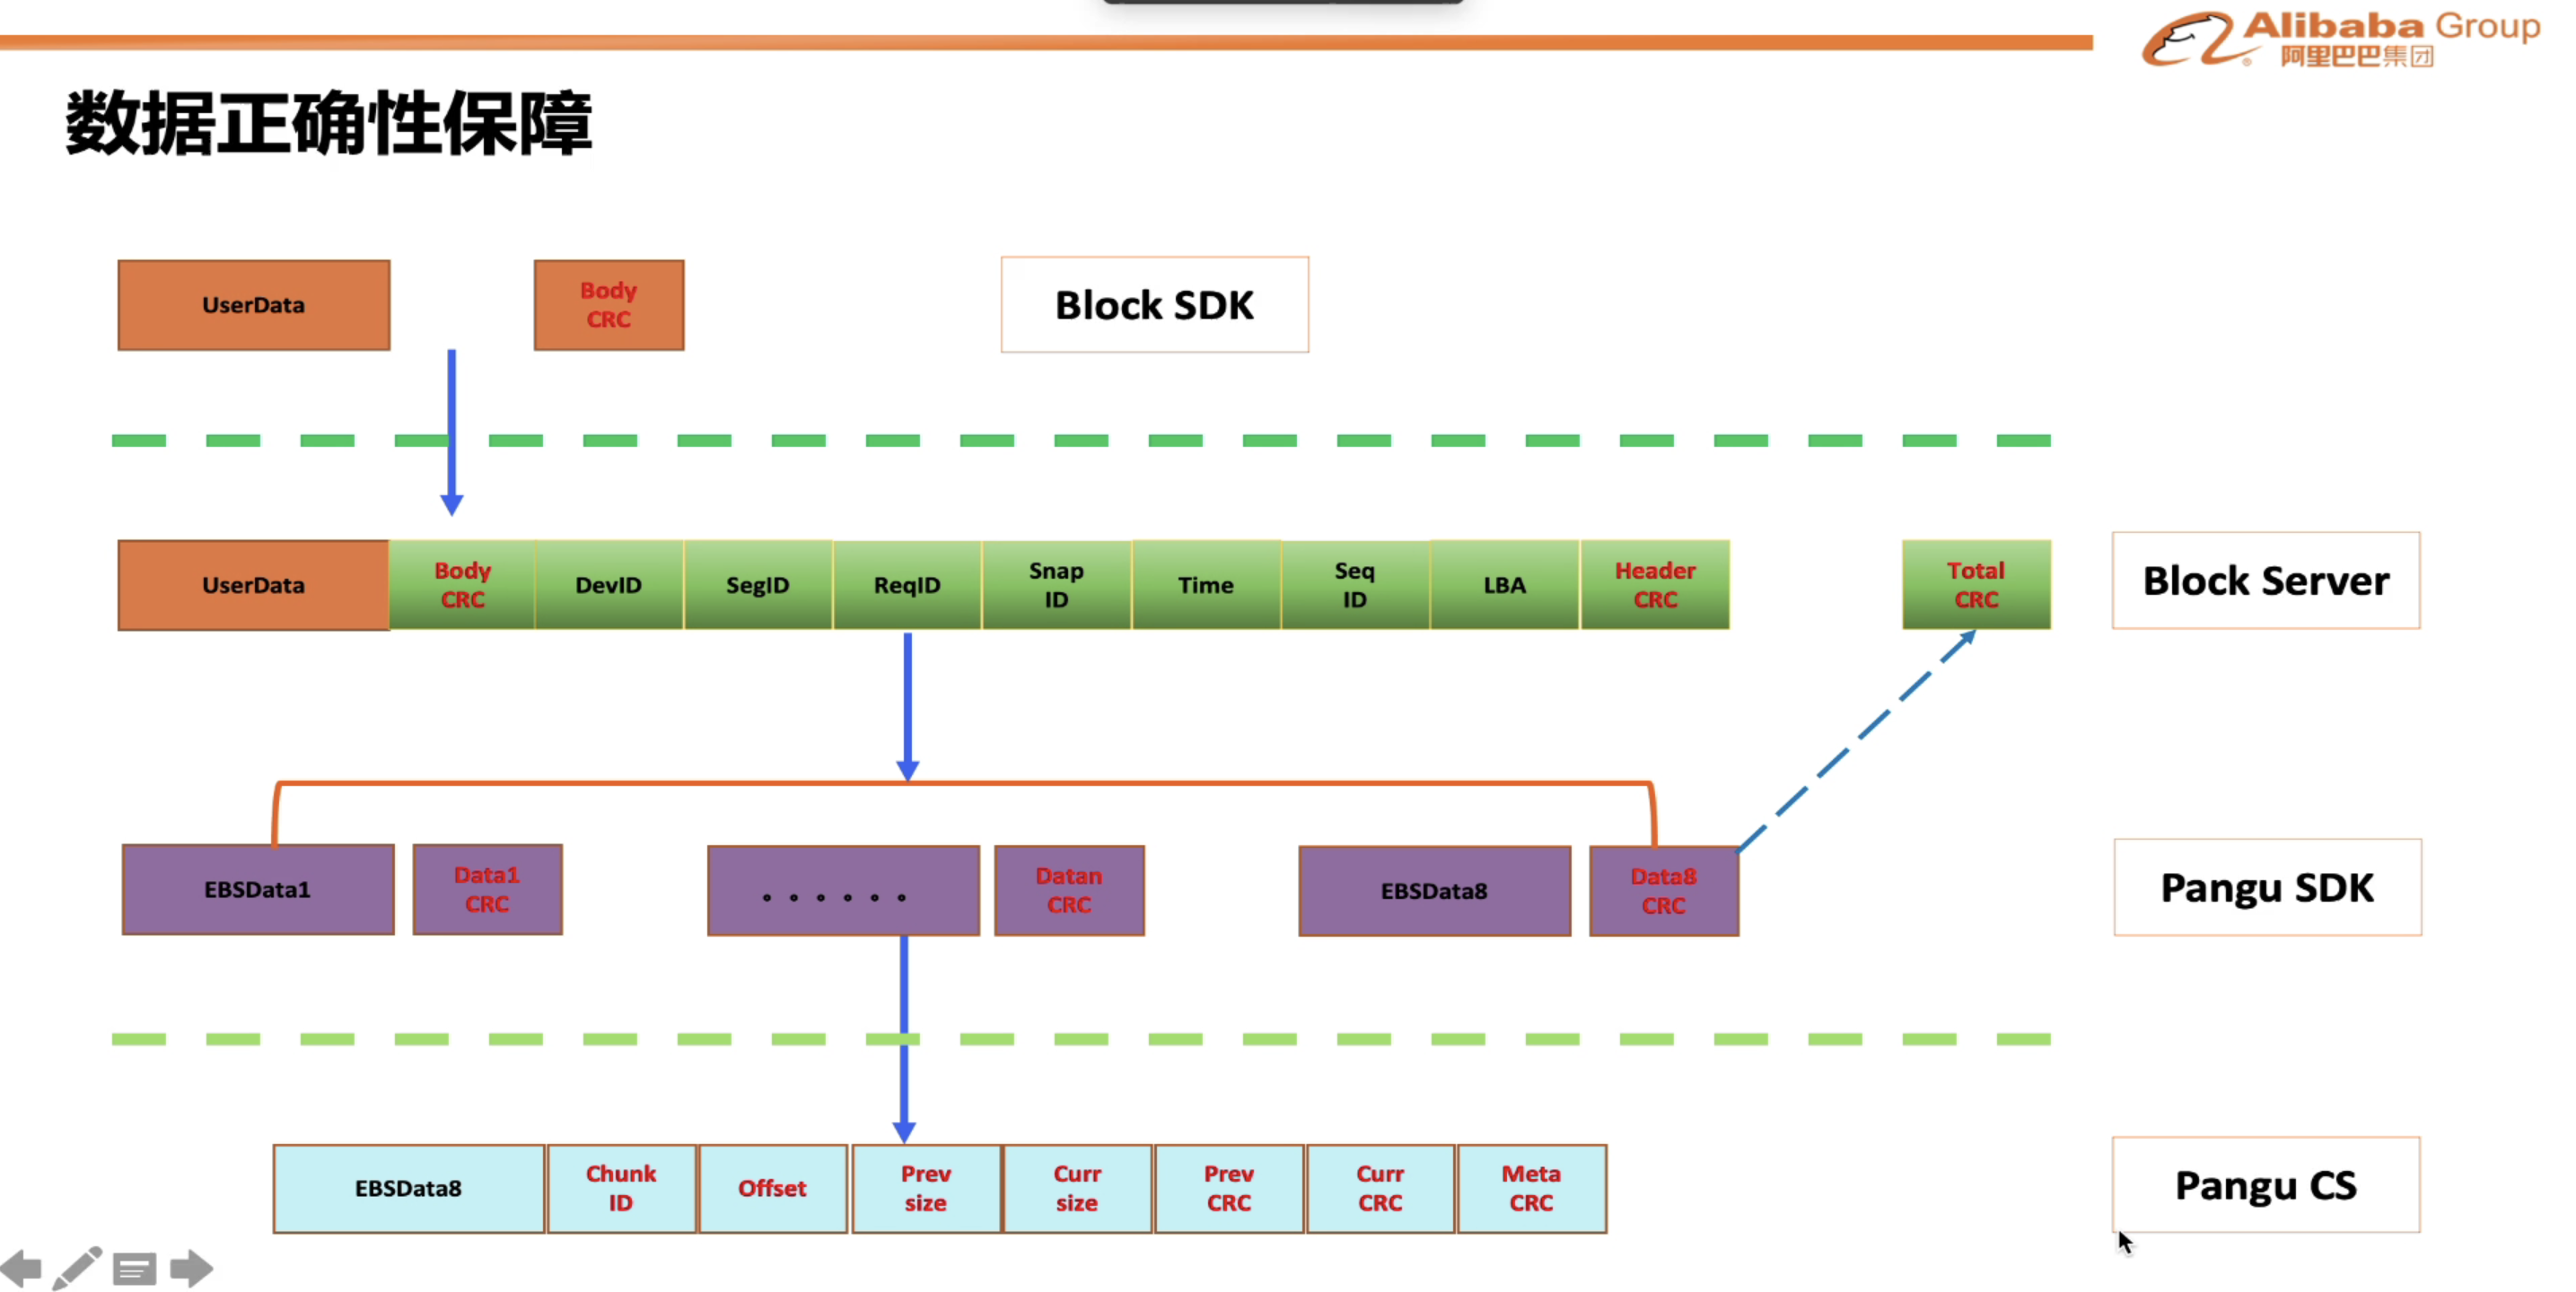 Alibaba Group
阿里巴巴集团
数据正确性保障
UserData
Body
CRC
Block SDK
UserData
Body
CRC
DevID
SegID
ReqID
Snap
ID
Time
Seq
ID
LBA
Header
CRC
Total
CRC
Block Server
EBSData1
Data1
CRC
。。。。。。
Datan
CRC
EBSData8
Data8
CRC
Pangu SDK
EBSData8
Chunk
ID
Offset
Prev
size
Curr
size
Prev
CRC
Curr
CRC
Meta
CRC
Pangu CS